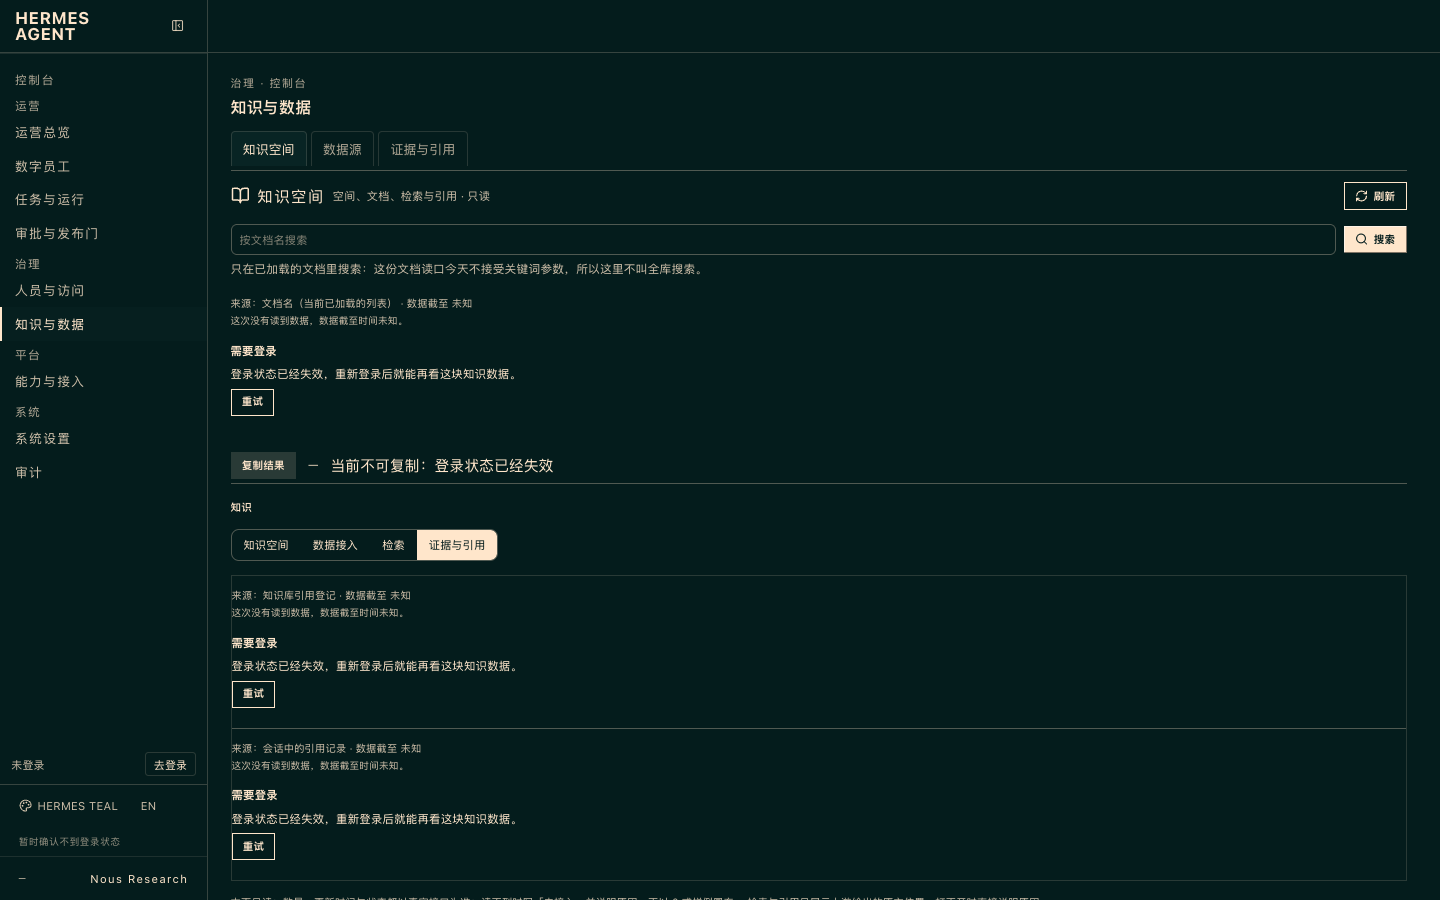 HERMES
AGENT
控制台
运营
运营总览
数字员工
任务与运行
审批与发布门
治理
人员与访问
知识与数据
平台
能力与接入
系统
系统设置
审计
未登录
去登录
HERMES TEAL
EN
暂时确认不到登录状态
—
Nous Research
治理 · 控制台
知识与数据
知识空间
数据源
证据与引用
知识空间 空间、文档、检索与引用 · 只读
刷新
按文档名搜索
搜索
只在已加载的文档里搜索：这份文档读口今天不接受关键词参数，所以这里不叫全库搜索。
来源：文档名（当前已加载的列表） · 数据截至 未知
这次没有读到数据，数据截至时间未知。
需要登录
登录状态已经失效，重新登录后就能再看这块知识数据。
重试
复制结果 — 当前不可复制：登录状态已经失效
知识
知识空间
数据接入
检索
证据与引用
来源：知识库引用登记 · 数据截至 未知
这次没有读到数据，数据截至时间未知。
需要登录
登录状态已经失效，重新登录后就能再看这块知识数据。
重试
来源：会话中的引用记录 · 数据截至 未知
这次没有读到数据，数据截至时间未知。
需要登录
登录状态已经失效，重新登录后就能再看这块知识数据。
重试